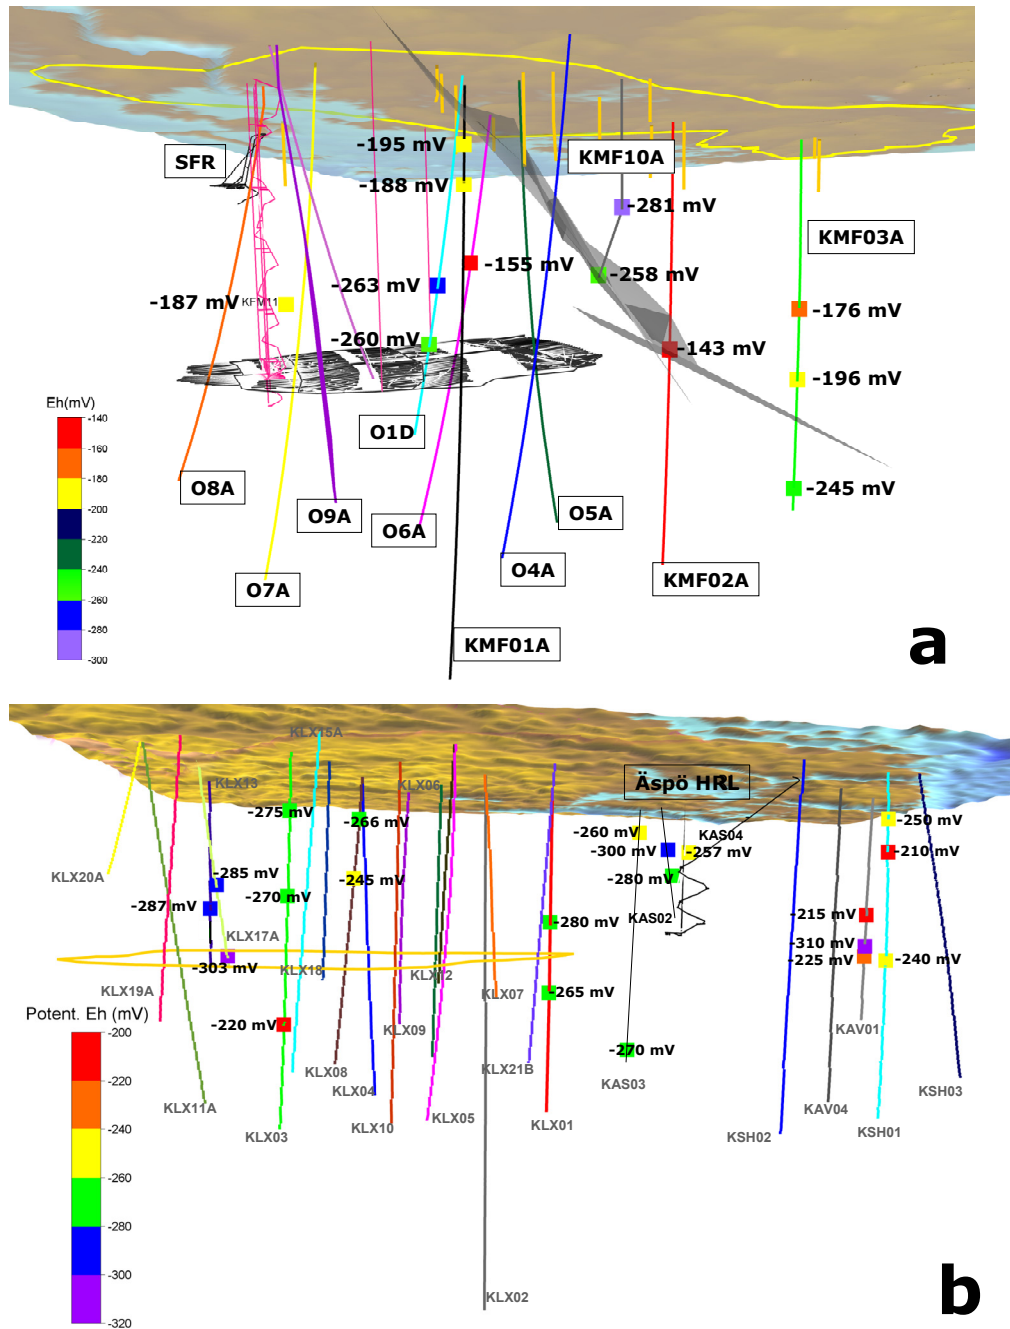 a
-195 mV
KMF10A
SFR
-188 mV
-281 mV
KMF03A
-155 mV
-258 mV
-263 mV
-187 mV
KFM11
-176 mV
-260 mV
-143 mV
-196 mV
Eh(mV)
-140
-160
-180
-200
-220
-240
-260
-280
-300
O1D
O8A
-245 mV
O9A
O6A
O5A
O4A
KMF02A
O7A
KMF01A
KLX15A
KLX13
KLX06
Äspö HRL
-275 mV
-266 mV
-260 mV
KAS04
-250 mV
-300 mV
-257 mV
-210 mV
KLX20A
-285 mV
-245 mV
-280 mV
-287 mV
-270 mV
KAS02
-215 mV
-280 mV
KLX17A
-310 mV
-303 mV
KLX18
KLX12
-225 mV
-240 mV
KLX19A
KLX07
-265 mV
Potent. Eh (mV)
-200
-220
-240
-260
-280
-300
-320
-220 mV
KLX09
KAV01
-270 mV
KLX08
KLX21B
KAS03
KSH03
KLX04
KLX11A
KAV04
KLX03
KLX10
KLX05
KLX01
KSH02
KSH01
KLX02
b